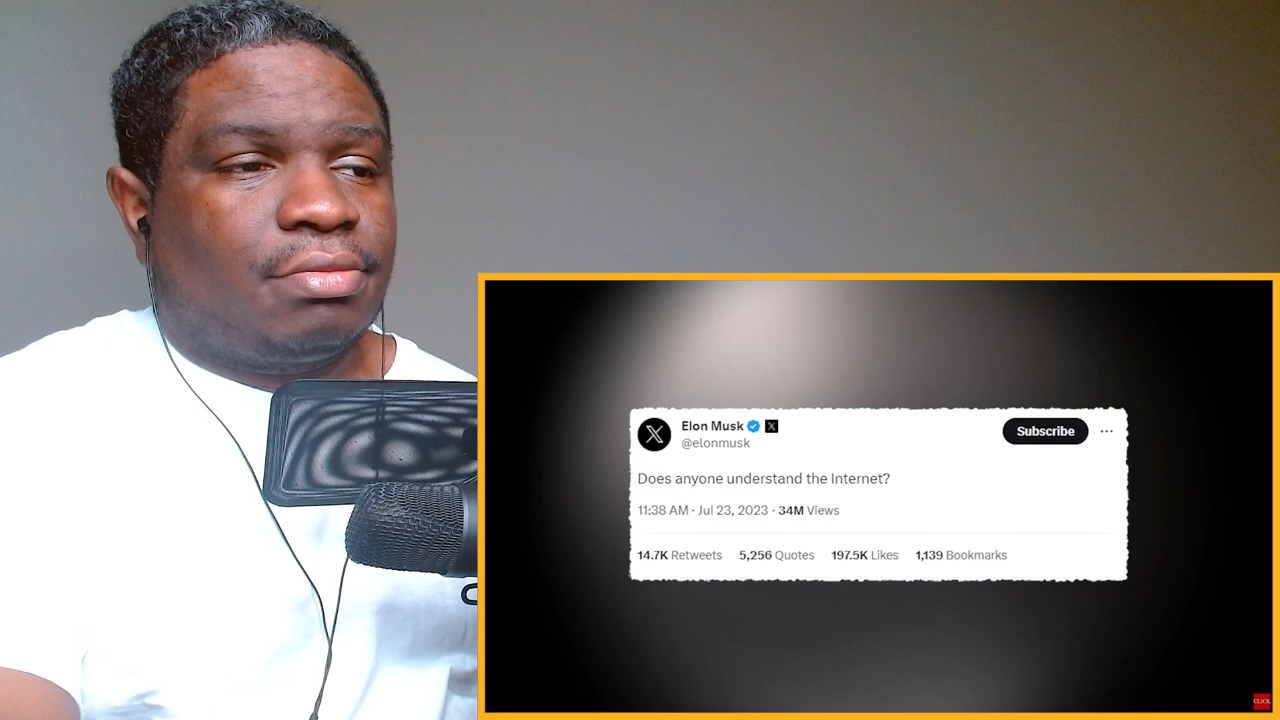 Elon Musk
@elonmusk
Subscribe
Does anyone understand the Internet?
11:38 AM · Jul 23, 2023 · 34M Views
14.7K Retweets 5,256 Quotes 197.5K Likes 1,139 Bookmarks
CLICK